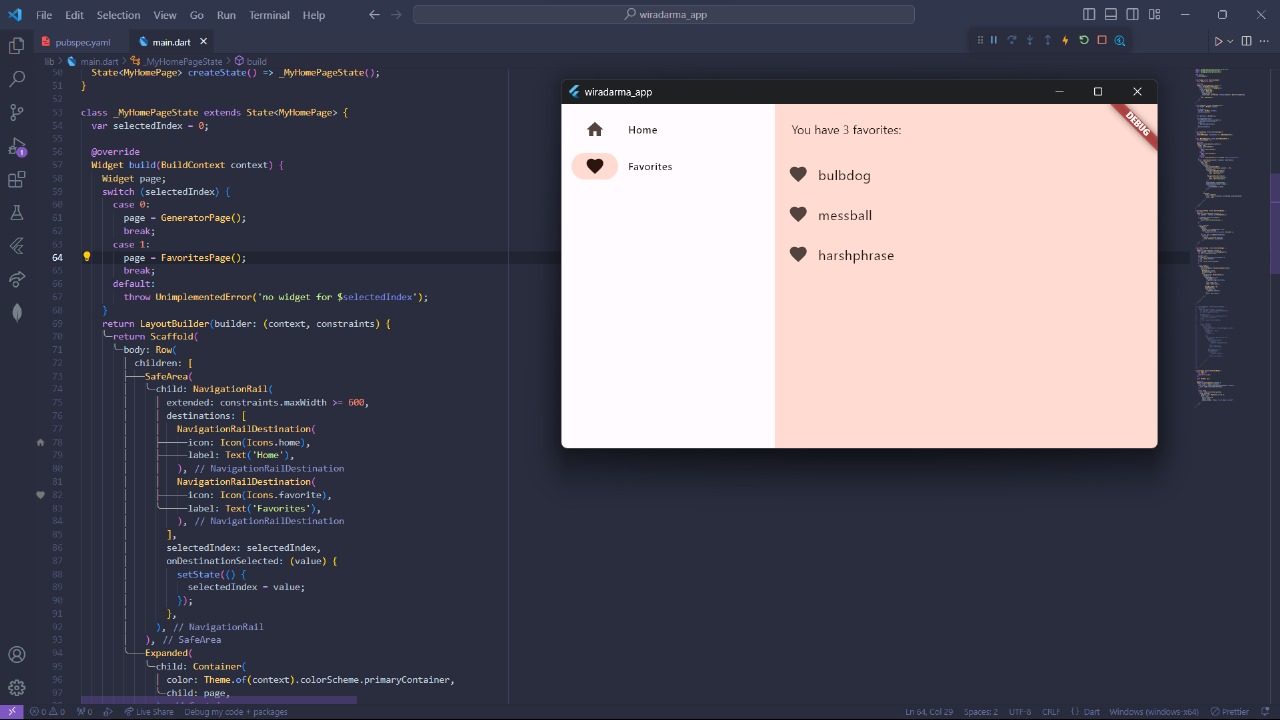 File Edit Selection View Go Run Terminal Help
wiradarma_app
pubspec.yaml
main.dart
lib > main.dart > _MyHomePageState > build
50 State<MyHomePage> createState() => _MyHomePageState();
51 }
52
53 class _MyHomePageState extends State<MyHomePage> {
54 var selectedIndex = 0;
55
56 @override
57 Widget build(BuildContext context) {
58 Widget page;
59 switch (selectedIndex) {
60 case 0:
61 page = GeneratorPage();
62 break;
63 case 1:
64 page = FavoritesPage();
65 break;
66 default:
67 throw UnimplementedError('no widget for $selectedIndex');
68 }
69 return LayoutBuilder(builder: (context, constraints) {
70 return Scaffold(
71 body: Row(
72 children: [
73 SafeArea(
74 child: NavigationRail(
75 extended: constraints.maxWidth >= 600,
76 destinations: [
77 NavigationRailDestination(
78 icon: Icon(Icons.home),
79 label: Text('Home'),
80 ), // NavigationRailDestination
81 NavigationRailDestination(
82 icon: Icon(Icons.favorite),
83 label: Text('Favorites'),
84 ), // NavigationRailDestination
85 ],
86 selectedIndex: selectedIndex,
87 onDestinationSelected: (value) {
88 setState(() {
89 selectedIndex = value;
90 });
91 },
92 ), // NavigationRail
93 ), // SafeArea
94 Expanded(
95 child: Container(
96 color: Theme.of(context).colorScheme.primaryContainer,
97 child: page,
wiradarma_app
Home
Favorites
You have 3 favorites:
bulbdog
messball
harshphrase
DEBUG
1
0 0 0 Live Share Debug my code + packages
Ln 64, Col 29 Spaces: 2 UTF-8 CRLF {} Dart Windows (windows-x64) Prettier